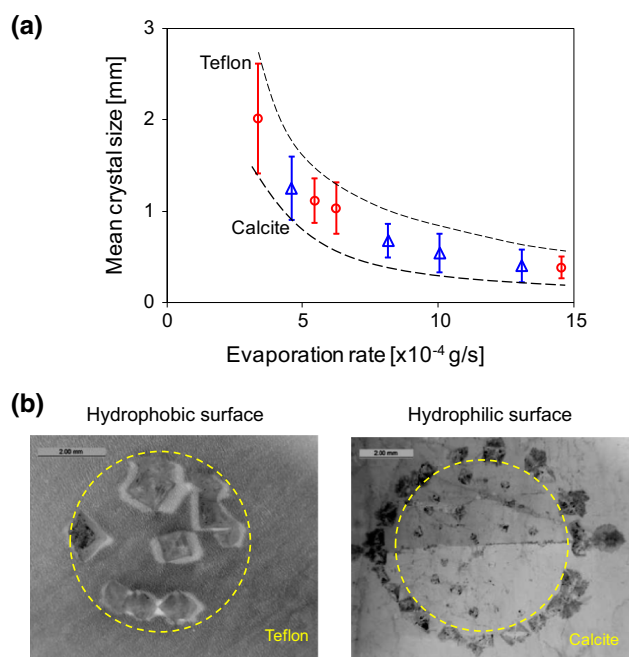 (a)
3
2
1
0
Mean crystal size [mm]
Teflon
Calcite
0 5 10 15
Evaporation rate [x10⁻⁴ g/s]
(b)
Hydrophobic surface Hydrophilic surface
2.00 mm 2.00 mm
Teflon Calcite